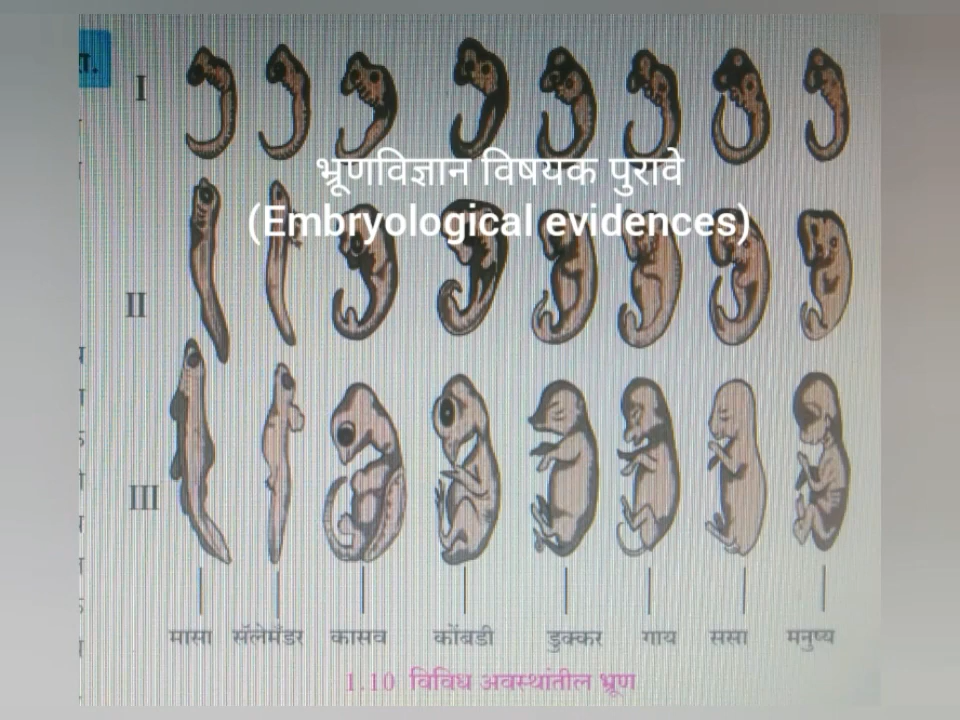 त.
I
भ्रूणविज्ञान विषयक पुरावे
(Embryological evidences)
II
III
मासा सॅलेमँडर कासव कोंबडी डुक्कर गाय ससा मनुष्य
1.10 विविध अवस्थांतील भ्रूण